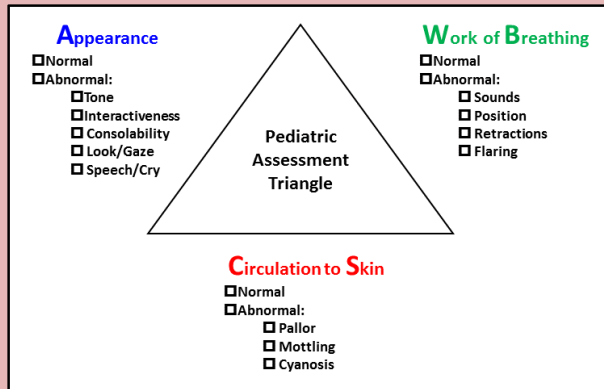 Appearance
☐Normal
☐Abnormal:
☐Tone
☐Interactiveness
☐Consolability
☐Look/Gaze
☐Speech/Cry
Work of Breathing
☐Normal
☐Abnormal:
☐Sounds
☐Position
☐Retractions
☐Flaring
Pediatric
Assessment
Triangle
Circulation to Skin
☐Normal
☐Abnormal:
☐Pallor
☐Mottling
☐Cyanosis